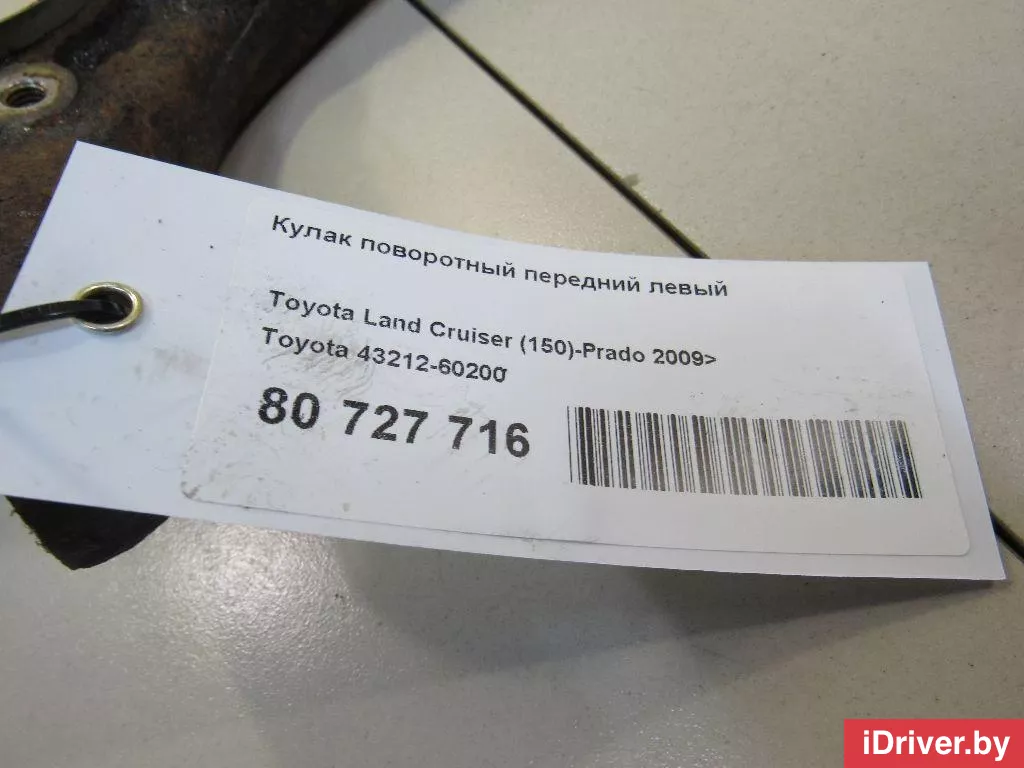 Кулак поворотный передний левый
Toyota Land Cruiser (150)-Prado 2009>
Toyota 43212-60200
80 727 716
iDriver.by